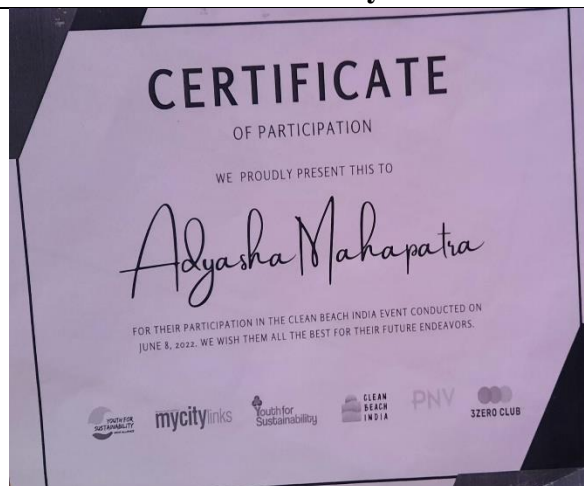 CERTIFICATE
OF PARTICIPATION
WE PROUDLY PRESENT THIS TO
Adyasha Mahapatra
FOR THEIR PARTICIPATION IN THE CLEAN BEACH INDIA EVENT CONDUCTED ON
JUNE 8, 2022. WE WISH THEM ALL THE BEST FOR THEIR FUTURE ENDEAVORS.
YOUTH FOR
SUSTAINABILITY
mycitylinks
Youth for
Sustainability
CLEAN
BEACH
INDIA
PNV
3ZERO CLUB